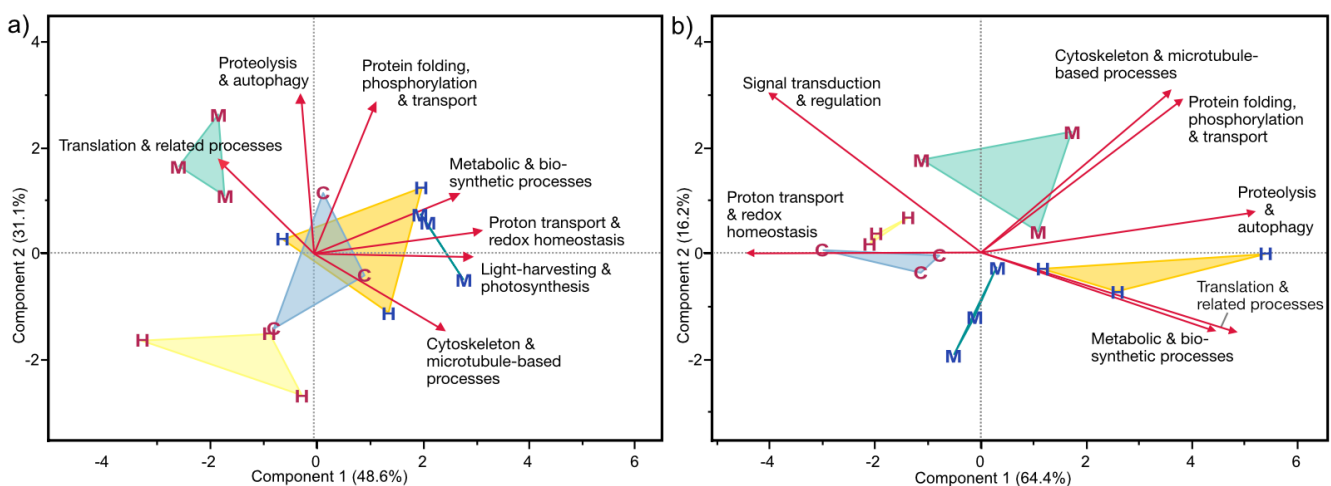 a)
4
2
0
-2
-4
-2
0
2
4
6
Component 2 (31.1%)
Component 1 (48.6%)
Proteolysis
& autophagy
Protein folding,
phosphorylation
& transport
Translation & related processes
Metabolic & bio-
synthetic processes
Proton transport &
redox homeostasis
Light-harvesting &
photosynthesis
Cytoskeleton &
microtubule-based
processes
M
M
M
C
H
M
M
H
C
M
H
C
H
H
H
b)
4
2
0
-2
-4
-2
0
2
4
6
Component 2 (16.2%)
Component 1 (64.4%)
Cytoskeleton & microtubule-
based processes
Signal transduction
& regulation
Protein folding,
phosphorylation
& transport
Proton transport
& redox
homeostasis
Proteolysis
&
autophagy
Translation &
related processes
Metabolic & bio-
synthetic processes
M
M
M
H
H
H
C
C
C
H
H
H
M
M
M